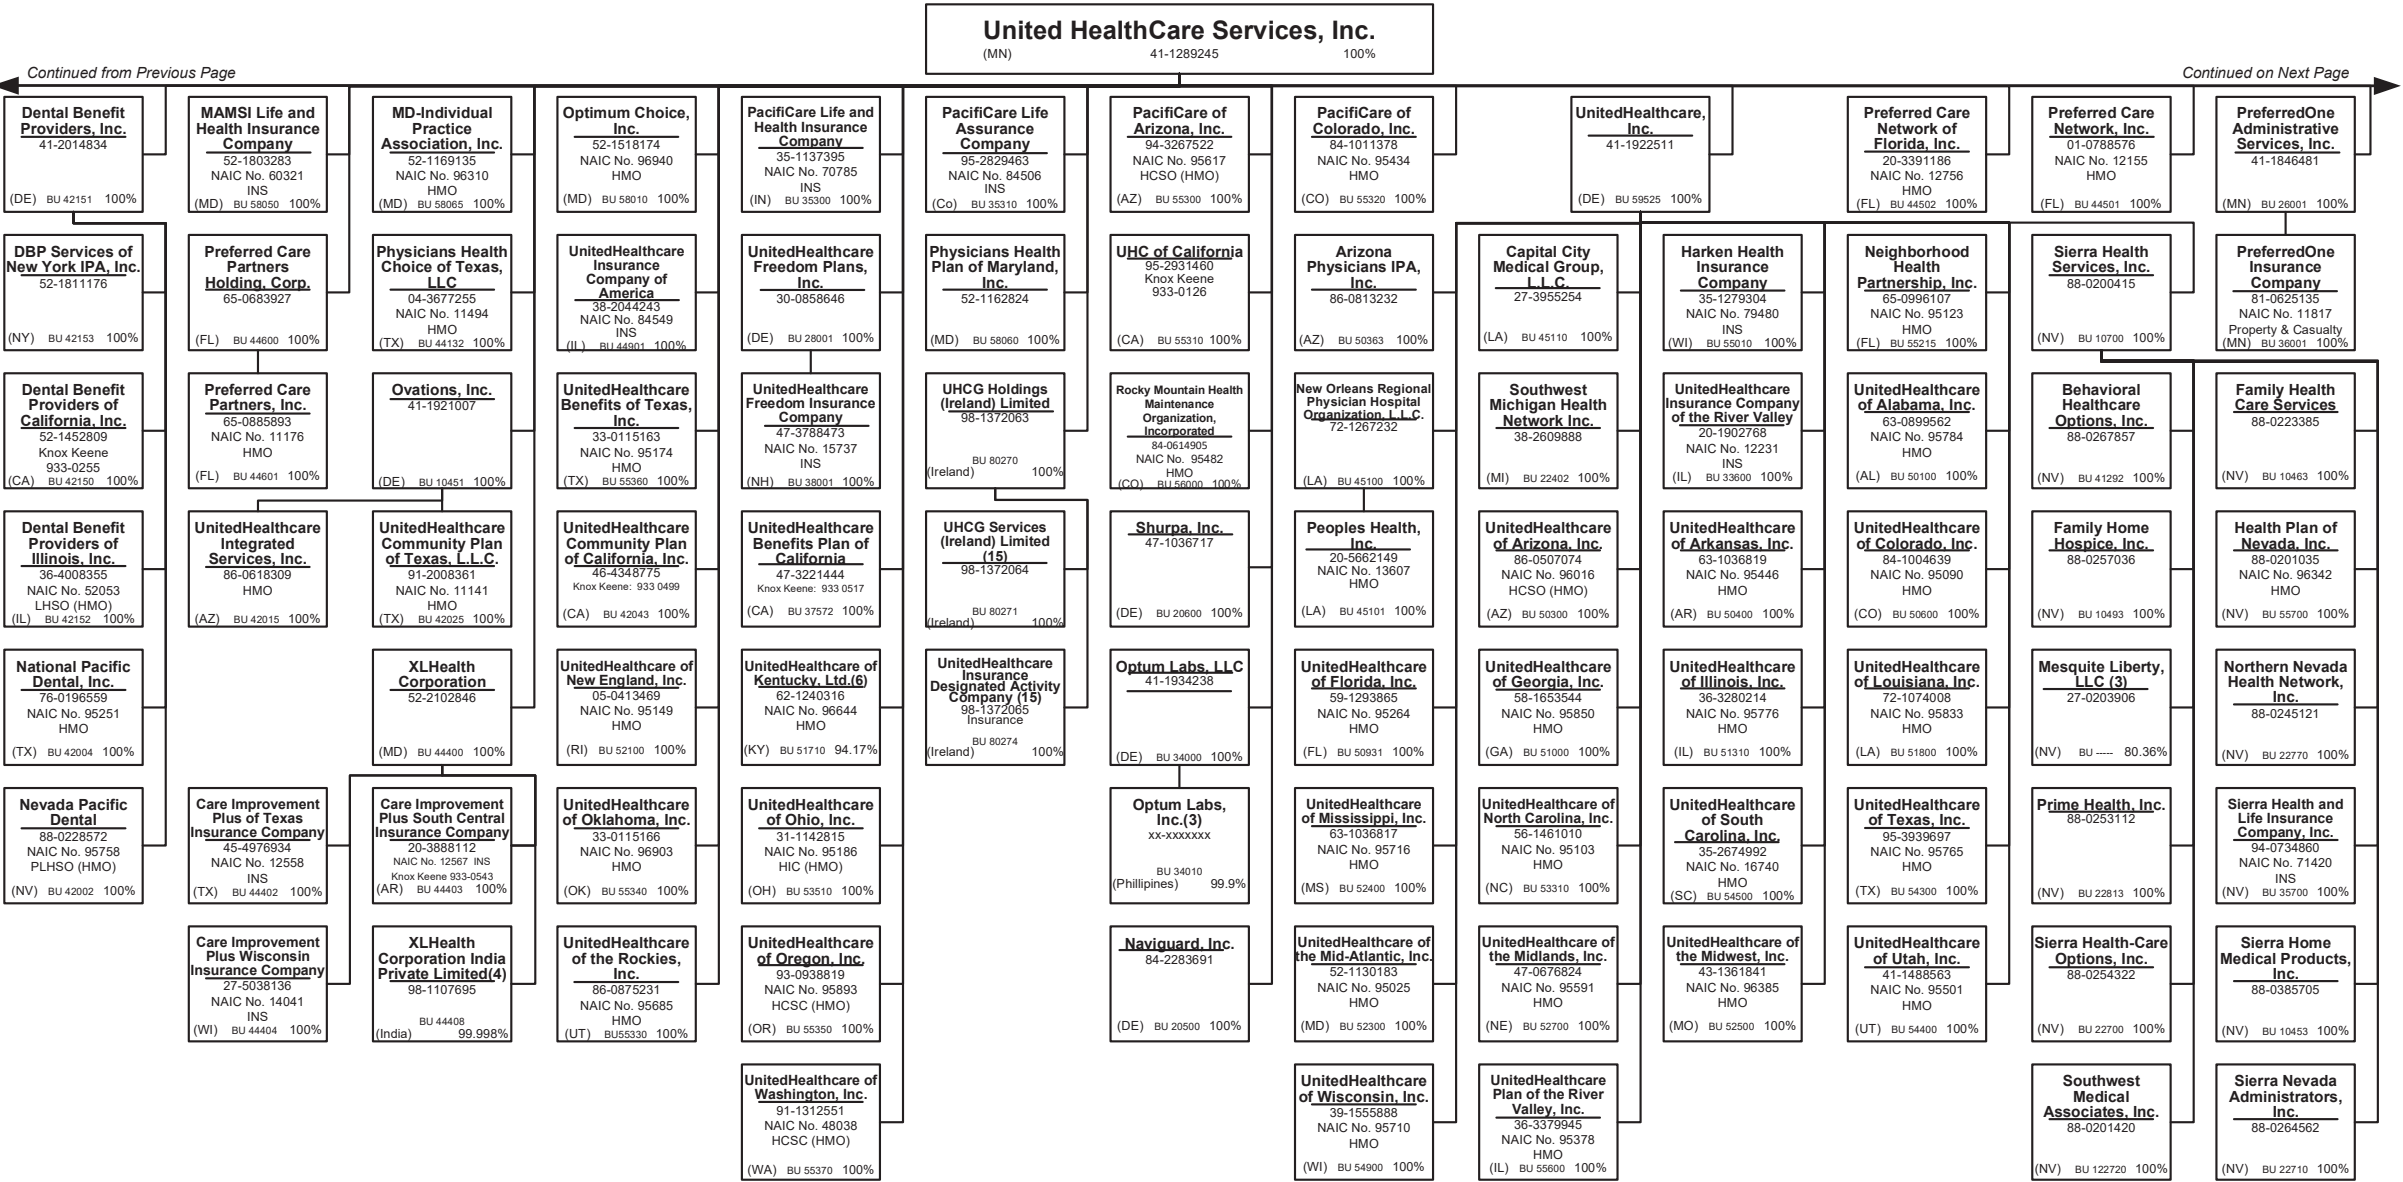 United HealthCare Services, Inc.
(MN) 41-1289245 100%
Continued from Previous Page
Continued on Next Page
Dental Benefit
Providers, Inc.
41-2014834
(DE) BU 42151 100%
MAMSI Life and
Health Insurance
Company
52-1803283
NAIC No. 60321
INS
(MD) BU 58050 100%
MD-Individual
Practice
Association, Inc.
52-1169135
NAIC No. 96310
HMO
(MD) BU 58065 100%
Optimum Choice,
Inc.
52-1518174
NAIC No. 96940
HMO
(MD) BU 58010 100%
PacifiCare Life and
Health Insurance
Company
35-1137395
NAIC No. 70785
INS
(IN) BU 35300 100%
PacifiCare Life
Assurance
Company
95-2829463
NAIC No. 84506
INS
(Co) BU 35310 100%
PacifiCare of
Arizona, Inc.
94-3267522
NAIC No. 95617
HCSO (HMO)
(AZ) BU 55300 100%
PacifiCare of
Colorado, Inc.
84-1011378
NAIC No. 95434
HMO
(CO) BU 55320 100%
UnitedHealthcare,
Inc.
41-1922511
(DE) BU 59525 100%
Preferred Care
Network of
Florida, Inc.
20-3391186
NAIC No. 12756
HMO
(FL) BU 44502 100%
Preferred Care
Network, Inc.
01-0788576
NAIC No. 12155
HMO
(FL) BU 44501 100%
PreferredOne
Administrative
Services, Inc.
41-1846481
(MN) BU 26001 100%
DBP Services of
New York IPA, Inc.
52-1811176
(NY) BU 42153 100%
Preferred Care
Partners
Holding, Corp.
65-0683927
(FL) BU 44600 100%
Physicians Health
Choice of Texas,
LLC
04-3677255
NAIC No. 11494
HMO
(TX) BU 44132 100%
UnitedHealthcare
Insurance
Company of
America
38-2044243
NAIC No. 84549
INS
(IL) BU 44901 100%
UnitedHealthcare
Freedom Plans,
Inc.
30-0858646
(DE) BU 28001 100%
Physicians Health
Plan of Maryland,
Inc.
52-1162824
(MD) BU 58060 100%
UHC of California
95-2931460
Knox Keene
933-0126
(CA) BU 55310 100%
Arizona
Physicians IPA,
Inc.
86-0813232
(AZ) BU 50363 100%
Capital City
Medical Group,
L.L.C.
27-3955254
(LA) BU 45110 100%
Harken Health
Insurance
Company
35-1279304
NAIC No. 79480
INS
(WI) BU 55010 100%
Neighborhood
Health
Partnership, Inc.
65-0996107
NAIC No. 95123
HMO
(FL) BU 55215 100%
Sierra Health
Services, Inc.
88-0200415
(NV) BU 10700 100%
PreferredOne
Insurance
Company
81-0625135
NAIC No. 11817
Property & Casualty
(MN) BU 36001 100%
Dental Benefit
Providers of
California, Inc.
52-1452809
Knox Keene
933-0255
(CA) BU 42150 100%
Preferred Care
Partners, Inc.
65-0885893
NAIC No. 11176
HMO
(FL) BU 44601 100%
Ovations, Inc.
41-1921007
(DE) BU 10451 100%
UnitedHealthcare
Benefits of Texas,
Inc.
33-0115163
NAIC No. 95174
HMO
(TX) BU 55360 100%
UnitedHealthcare
Freedom Insurance
Company
47-3788473
NAIC No. 15737
INS
(NH) BU 38001 100%
UHCG Holdings
(Ireland) Limited
98-1372063
BU 80270
(Ireland) 100%
Rocky Mountain Health
Maintenance
Organization,
Incorporated
84-0614905
NAIC No. 95482
HMO
(CO) BU 56000 100%
New Orleans Regional
Physician Hospital
Organization, L.L.C.
72-1267232
(LA) BU 45100 100%
Southwest
Michigan Health
Network Inc.
38-2609888
(MI) BU 22402 100%
UnitedHealthcare
Insurance Company
of the River Valley
20-1902768
NAIC No. 12231
INS
(IL) BU 33600 100%
UnitedHealthcare
of Alabama, Inc.
63-0899562
NAIC No. 95784
HMO
(AL) BU 50100 100%
Behavioral
Healthcare
Options, Inc.
88-0267857
(NV) BU 41292 100%
Family Health
Care Services
88-0223385
(NV) BU 10463 100%
Dental Benefit
Providers of
Illinois, Inc.
36-4008355
NAIC No. 52053
LHSO (HMO)
(IL) BU 42152 100%
UnitedHealthcare
Integrated
Services, Inc.
86-0618309
HMO
(AZ) BU 42015 100%
UnitedHealthcare
Community Plan
of Texas, L.L.C.
91-2008361
NAIC No. 11141
HMO
(TX) BU 42025 100%
UnitedHealthcare
Community Plan
of California, Inc.
46-4348775
Knox Keene: 933 0499
(CA) BU 42043 100%
UnitedHealthcare
Benefits Plan of
California
47-3221444
Knox Keene: 933 0517
(CA) BU 37572 100%
UHCG Services
(Ireland) Limited
(15)
98-1372064
BU 80271
(Ireland) 100%
Shurpa, Inc.
47-1036717
(DE) BU 20600 100%
Peoples Health,
Inc.
20-5662149
NAIC No. 13607
HMO
(LA) BU 45101 100%
UnitedHealthcare
of Arizona, Inc.
86-0507074
NAIC No. 96016
HCSO (HMO)
(AZ) BU 50300 100%
UnitedHealthcare
of Arkansas, Inc.
63-1036819
NAIC No. 95446
HMO
(AR) BU 50400 100%
UnitedHealthcare
of Colorado, Inc.
84-1004639
NAIC No. 95090
HMO
(CO) BU 50600 100%
Family Home
Hospice, Inc.
88-0257036
(NV) BU 10493 100%
Health Plan of
Nevada, Inc.
88-0201035
NAIC No. 96342
HMO
(NV) BU 55700 100%
National Pacific
Dental, Inc.
76-0196559
NAIC No. 95251
HMO
(TX) BU 42004 100%
XLHealth
Corporation
52-2102846
(MD) BU 44400 100%
UnitedHealthcare of
New England, Inc.
05-0413469
NAIC No. 95149
HMO
(RI) BU 52100 100%
UnitedHealthcare of
Kentucky, Ltd.(6)
62-1240316
NAIC No. 96644
HMO
(KY) BU 51710 94.17%
UnitedHealthcare
Insurance
Designated Activity
Company (15)
98-1372065
Insurance
BU 80274
(Ireland) 100%
Optum Labs, LLC
41-1934238
(DE) BU 34000 100%
UnitedHealthcare
of Florida, Inc.
59-1293865
NAIC No. 95264
HMO
(FL) BU 50931 100%
UnitedHealthcare
of Georgia, Inc.
58-1653544
NAIC No. 95850
HMO
(GA) BU 51000 100%
UnitedHealthcare
of Illinois, Inc.
36-3280214
NAIC No. 95776
HMO
(IL) BU 51310 100%
UnitedHealthcare
of Louisiana, Inc.
72-1074008
NAIC No. 95833
HMO
(LA) BU 51800 100%
Mesquite Liberty,
LLC (3)
27-0203906
(NV) BU ----- 80.36%
Northern Nevada
Health Network,
Inc.
88-0245121
(NV) BU 22770 100%
Nevada Pacific
Dental
88-0228572
NAIC No. 95758
PLHSO (HMO)
(NV) BU 42002 100%
Care Improvement
Plus of Texas
Insurance Company
45-4976934
NAIC No. 12558
INS
(TX) BU 44402 100%
Care Improvement
Plus South Central
Insurance Company
20-3888112
NAIC No. 12567 INS
Knox Keene 933-0543
(AR) BU 44403 100%
UnitedHealthcare
of Oklahoma, Inc.
33-0115166
NAIC No. 96903
HMO
(OK) BU 55340 100%
UnitedHealthcare
of Ohio, Inc.
31-1142815
NAIC No. 95186
HIC (HMO)
(OH) BU 53510 100%
Optum Labs,
Inc.(3)
xx-xxxxxxx
BU 34010
(Phillipines) 99.9%
UnitedHealthcare
of Mississippi, Inc.
63-1036817
NAIC No. 95716
HMO
(MS) BU 52400 100%
UnitedHealthcare of
North Carolina, Inc.
56-1461010
NAIC No. 95103
HMO
(NC) BU 53310 100%
UnitedHealthcare
of South
Carolina, Inc.
35-2674992
NAIC No. 16740
HMO
(SC) BU 54500 100%
UnitedHealthcare
of Texas, Inc.
95-3939697
NAIC No. 95765
HMO
(TX) BU 54300 100%
Prime Health, Inc.
88-0253112
(NV) BU 22813 100%
Sierra Health and
Life Insurance
Company, Inc.
94-0734860
NAIC No. 71420
INS
(NV) BU 35700 100%
Care Improvement
Plus Wisconsin
Insurance Company
27-5038136
NAIC No. 14041
INS
(WI) BU 44404 100%
XLHealth
Corporation India
Private Limited(4)
98-1107695
BU 44408
(India) 99.998%
UnitedHealthcare
of the Rockies,
Inc.
86-0875231
NAIC No. 95685
HMO
(UT) BU55330 100%
UnitedHealthcare
of Oregon, Inc.
93-0938819
NAIC No. 95893
HCSC (HMO)
(OR) BU 55350 100%
Naviguard, Inc.
84-2283691
(DE) BU 20500 100%
UnitedHealthcare of
the Mid-Atlantic, Inc.
52-1130183
NAIC No. 95025
HMO
(MD) BU 52300 100%
UnitedHealthcare of
the Midlands, Inc.
47-0676824
NAIC No. 95591
HMO
(NE) BU 52700 100%
UnitedHealthcare of
the Midwest, Inc.
43-1361841
NAIC No. 96385
HMO
(MO) BU 52500 100%
UnitedHealthcare
of Utah, Inc.
41-1488563
NAIC No. 95501
HMO
(UT) BU 54400 100%
Sierra Health-Care
Options, Inc.
88-0254322
(NV) BU 22700 100%
Sierra Home
Medical Products,
Inc.
88-0385705
(NV) BU 10453 100%
UnitedHealthcare of
Washington, Inc.
91-1312551
NAIC No. 48038
HCSC (HMO)
(WA) BU 55370 100%
UnitedHealthcare
of Wisconsin, Inc.
39-1555888
NAIC No. 95710
HMO
(WI) BU 54900 100%
UnitedHealthcare
Plan of the River
Valley, Inc.
36-3379945
NAIC No. 95378
HMO
(IL) BU 55600 100%
Southwest
Medical
Associates, Inc.
88-0201420
(NV) BU 122720 100%
Sierra Nevada
Administrators,
Inc.
88-0264562
(NV) BU 22710 100%